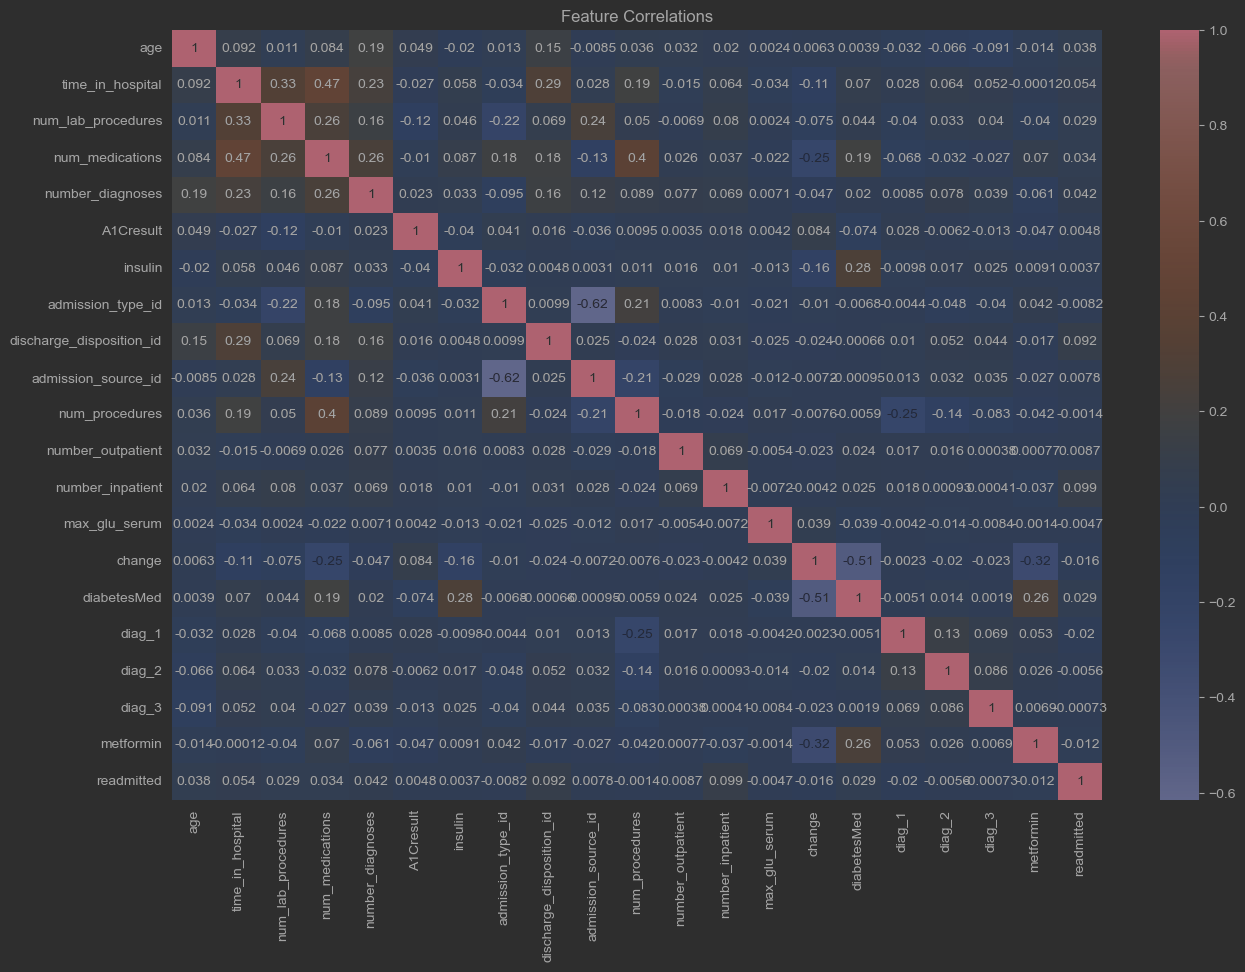 Feature Correlations
age 1 0.092 0.011 0.084 0.19 0.049 -0.02 0.013 0.15 -0.0085 0.036 0.032 0.02 0.0024 0.0063 0.0039 -0.032 -0.066 -0.091 -0.014 0.038
time_in_hospital 0.092 1 0.33 0.47 0.23 -0.027 0.058 -0.034 0.29 0.028 0.19 -0.015 0.064 -0.034 -0.11 0.07 0.028 0.064 0.052 -0.00012 0.054
num_lab_procedures 0.011 0.33 1 0.26 0.16 -0.12 0.046 -0.22 0.069 0.24 0.05 -0.0069 0.08 0.0024 -0.075 0.044 -0.04 0.033 0.04 -0.04 0.029
num_medications 0.084 0.47 0.26 1 0.26 -0.01 0.087 0.18 0.18 -0.13 0.4 0.026 0.037 -0.022 -0.25 0.19 -0.068 -0.032 -0.027 0.07 0.034
number_diagnoses 0.19 0.23 0.16 0.26 1 0.023 0.033 -0.095 0.16 0.12 0.089 0.077 0.069 0.0071 -0.047 0.02 0.0085 0.078 0.039 -0.061 0.042
A1Cresult 0.049 -0.027 -0.12 -0.01 0.023 1 -0.04 0.041 0.016 -0.036 0.0095 0.0035 0.018 0.0042 0.084 -0.074 0.028 -0.0062 -0.013 -0.047 0.0048
insulin -0.02 0.058 0.046 0.087 0.033 -0.04 1 -0.032 0.0048 0.0031 0.011 0.016 0.01 -0.013 -0.16 0.28 -0.0098 0.017 0.025 0.0091 0.0037
admission_type_id 0.013 -0.034 -0.22 0.18 -0.095 0.041 -0.032 1 0.0099 -0.62 0.21 0.0083 -0.01 -0.021 -0.01 -0.0068 -0.0044 -0.048 -0.04 0.042 -0.0082
discharge_disposition_id 0.15 0.29 0.069 0.18 0.16 0.016 0.0048 0.0099 1 0.025 -0.024 0.028 0.031 -0.025 -0.024 -0.00066 0.01 0.052 0.044 -0.017 0.092
admission_source_id -0.0085 0.028 0.24 -0.13 0.12 -0.036 0.0031 -0.62 0.025 1 -0.21 -0.029 0.028 -0.012 -0.0072 -0.00095 0.013 0.032 0.035 -0.027 0.0078
num_procedures 0.036 0.19 0.05 0.4 0.089 0.0095 0.011 0.21 -0.024 -0.21 1 -0.018 -0.024 0.017 -0.0076 -0.0059 -0.25 -0.14 -0.083 -0.042 -0.0014
number_outpatient 0.032 -0.015 -0.0069 0.026 0.077 0.0035 0.016 0.0083 0.028 -0.029 -0.018 1 0.069 -0.0054 -0.023 0.024 0.017 0.016 0.00038 0.00077 0.0087
number_inpatient 0.02 0.064 0.08 0.037 0.069 0.018 0.01 -0.01 0.031 0.028 -0.024 0.069 1 -0.0072 -0.0042 0.025 0.018 0.00093 0.00041 -0.037 0.099
max_glu_serum 0.0024 -0.034 0.0024 -0.022 0.0071 0.0042 -0.013 -0.021 -0.025 -0.012 0.017 -0.0054 -0.0072 1 0.039 -0.039 -0.0042 -0.014 -0.0084 -0.0014 -0.0047
change 0.0063 -0.11 -0.075 -0.25 -0.047 0.084 -0.16 -0.01 -0.024 -0.0072 -0.0076 -0.023 -0.0042 0.039 1 -0.51 -0.0023 -0.02 -0.023 -0.32 -0.016
diabetesMed 0.0039 0.07 0.044 0.19 0.02 -0.074 0.28 -0.0068 -0.00066 -0.00095 -0.0059 0.024 0.025 -0.039 -0.51 1 -0.0051 0.014 0.0019 0.26 0.029
diag_1 -0.032 0.028 -0.04 -0.068 0.0085 0.028 -0.0098 -0.0044 0.01 0.013 -0.25 0.017 0.018 -0.0042 -0.0023 -0.0051 1 0.13 0.069 0.053 -0.02
diag_2 -0.066 0.064 0.033 -0.032 0.078 -0.0062 0.017 -0.048 0.052 0.032 -0.14 0.016 0.00093 -0.014 -0.02 0.014 0.13 1 0.086 0.026 -0.0056
diag_3 -0.091 0.052 0.04 -0.027 0.039 -0.013 0.025 -0.04 0.044 0.035 -0.083 0.00038 0.00041 -0.0084 -0.023 0.0019 0.069 0.086 1 0.0069 -0.00073
metformin -0.014 -0.00012 -0.04 0.07 -0.061 -0.047 0.0091 0.042 -0.017 -0.027 -0.042 0.00077 -0.037 -0.0014 -0.32 0.26 0.053 0.026 0.0069 1 -0.012
readmitted 0.038 0.054 0.029 0.034 0.042 0.0048 0.0037 -0.0082 0.092 0.0078 -0.0014 0.0087 0.099 -0.0047 -0.016 0.029 -0.02 -0.0056 -0.00073 -0.012 1
age
time_in_hospital
num_lab_procedures
num_medications
number_diagnoses
A1Cresult
insulin
admission_type_id
discharge_disposition_id
admission_source_id
num_procedures
number_outpatient
number_inpatient
max_glu_serum
change
diabetesMed
diag_1
diag_2
diag_3
metformin
readmitted
1.0
0.8
0.6
0.4
0.2
0.0
−0.2
−0.4
−0.6